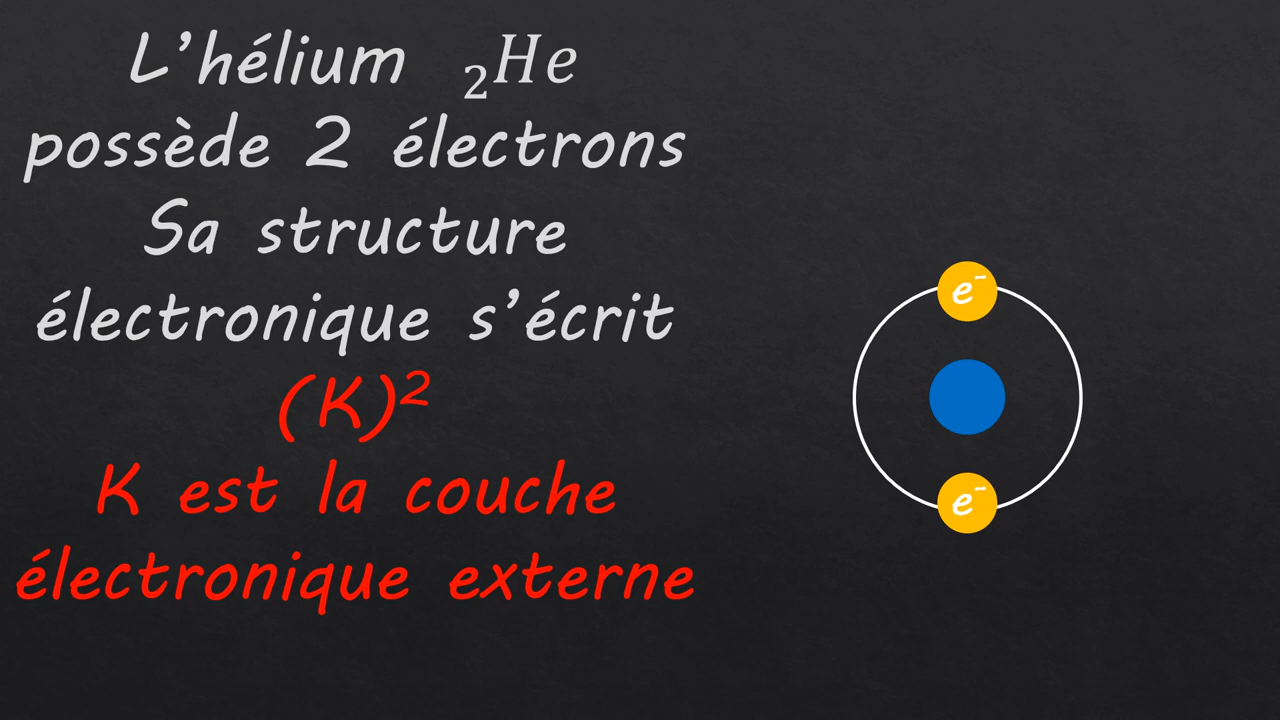 L'hélium ₂He
possède 2 électrons
Sa structure
électronique s'écrit
(K)²
K est la couche
électronique externe
e⁻
e⁻